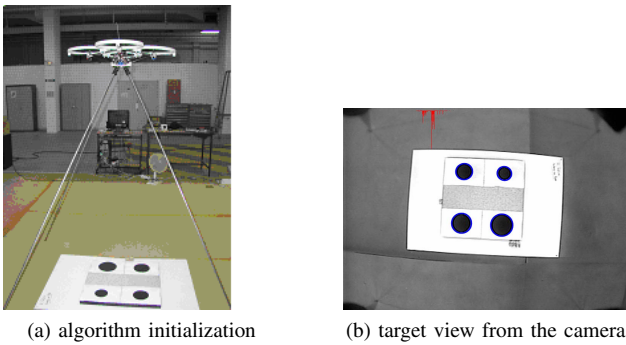 (a) algorithm initialization
(b) target view from the camera